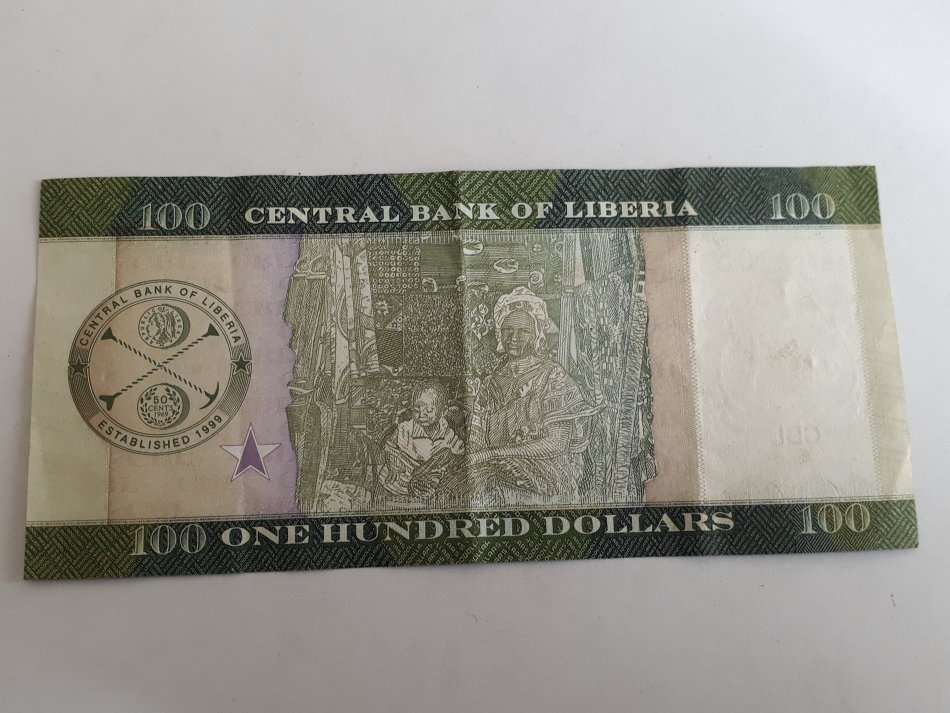 100 CENTRAL BANK OF LIBERIA 100
CENTRAL BANK OF LIBERIA
50
CENTS
1969
ESTABLISHED 1999
100 ONE HUNDRED DOLLARS 100